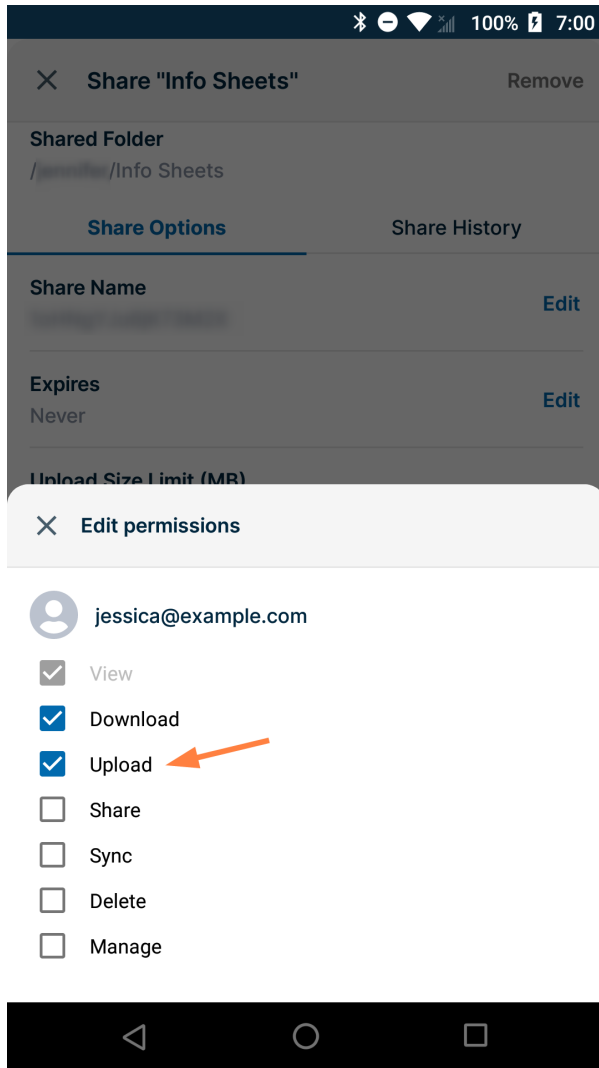 100% 7:00
Share "Info Sheets" Remove
Shared Folder
/Info Sheets
Share Options Share History
Share Name
Edit
Expires
Edit
Never
Upload Size Limit (MB)
Edit permissions
jessica@example.com
View
Download
Upload
Share
Sync
Delete
Manage